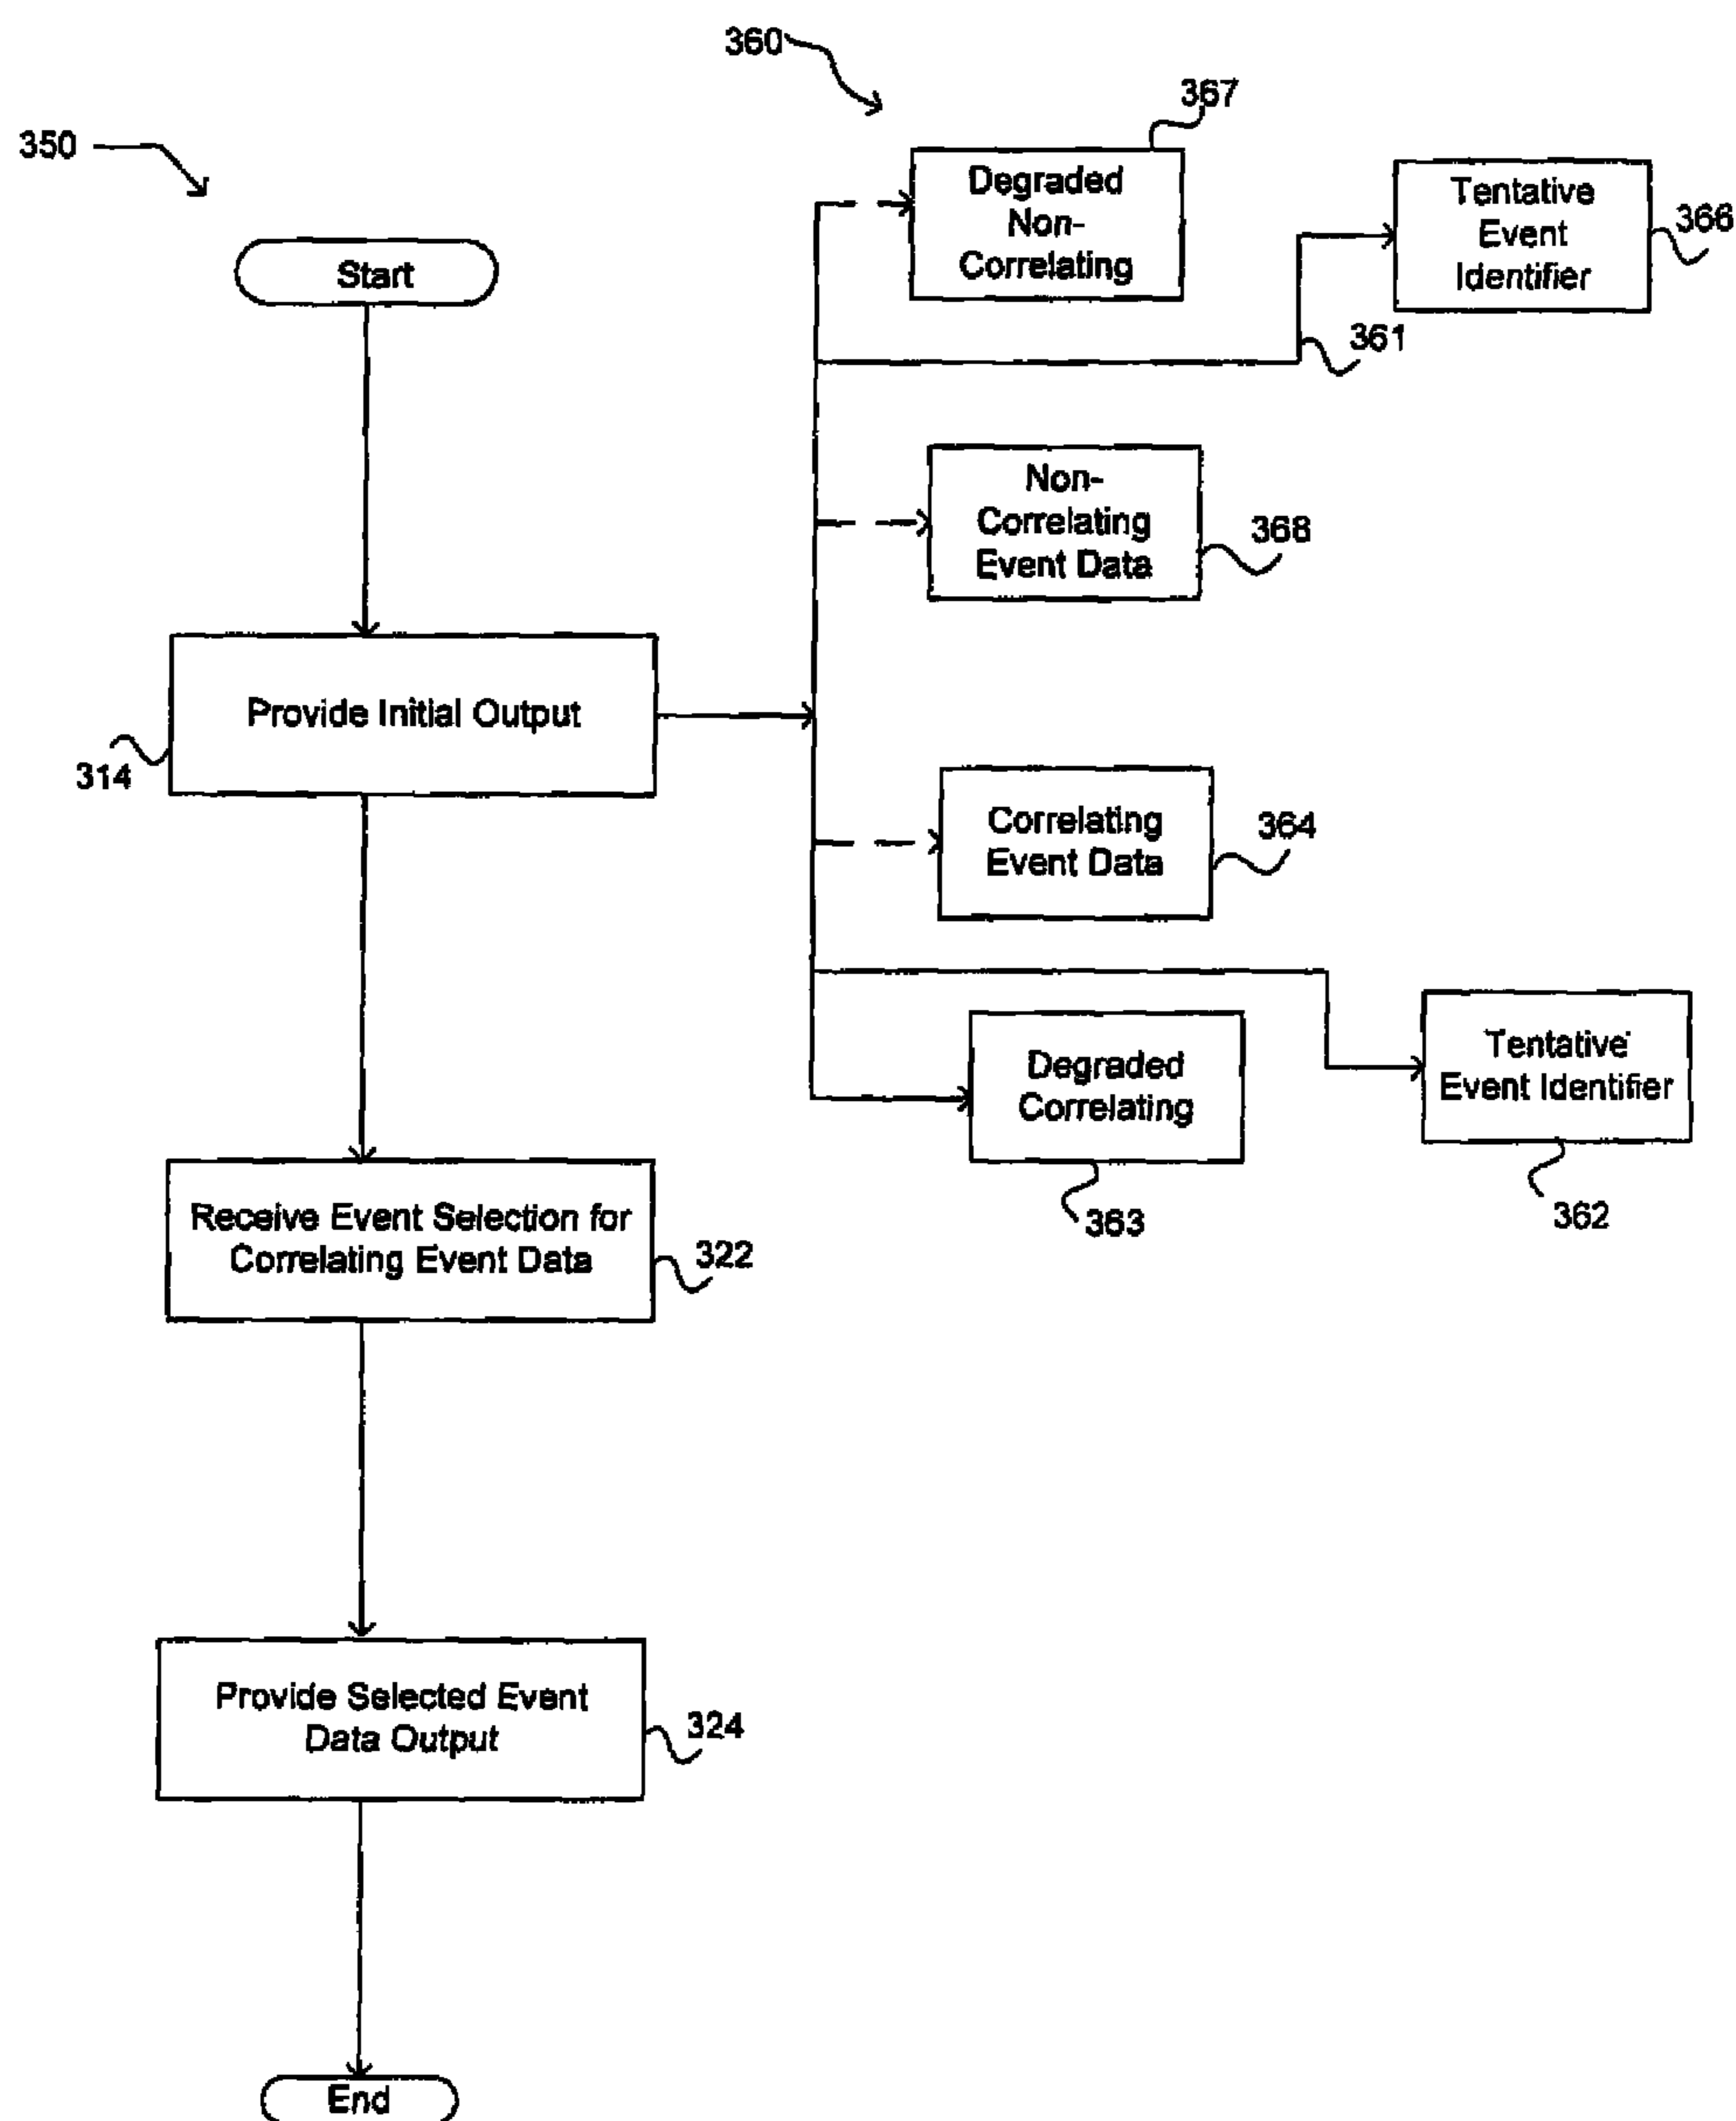 360
367
350
Degraded
Non-
Correlating
Tentative
Event
Identifier
366
Start
361
Non-
Correlating
Event Data
368
Provide Initial Output
314
Correlating
Event Data
364
Tentative
Event Identifier
362
Degraded
Correlating
363
Receive Event Selection for
Correlating Event Data
322
Provide Selected Event
Data Output
324
End